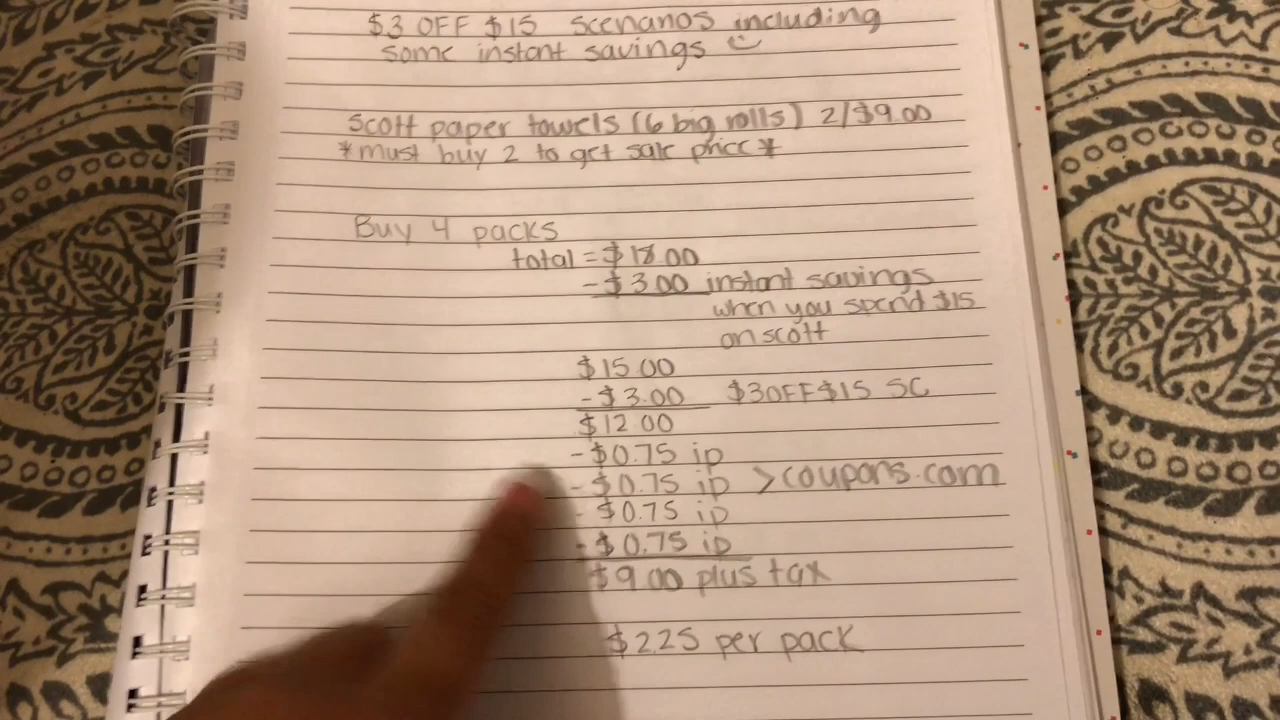 $3 OFF $15 scenarios including
some instant savings
Scott paper towels (6 big rolls) 2/$9.00
*must buy 2 to get sale price*
Buy 4 packs
total = $18.00
- $3.00 instant savings
when you spend $15
on scott
$15.00
- $3.00 $3OFF$15 SC
$12.00
- $0.75 ip
- $0.75 ip >coupons.com
- $0.75 ip
- $0.75 ip
$9.00 plus tax
$2.25 per pack